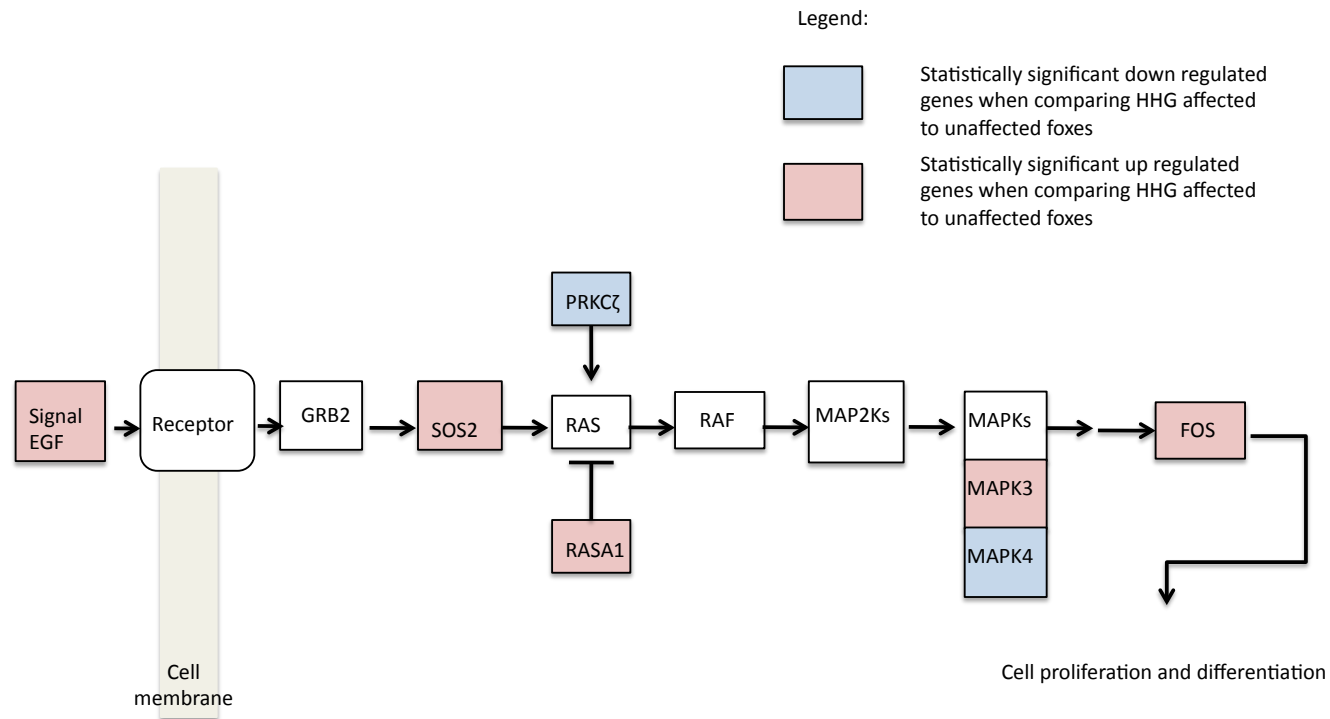 Legend:
Statistically significant down regulated
genes when comparing HHG affected
to unaffected foxes
Statistically significant up regulated
genes when comparing HHG affected
to unaffected foxes
PRKCζ
Signal
EGF
Receptor
GRB2
SOS2
RAS
RAF
MAP2Ks
MAPKs
FOS
MAPK3
RASA1
MAPK4
Cell
membrane
Cell proliferation and differentiation